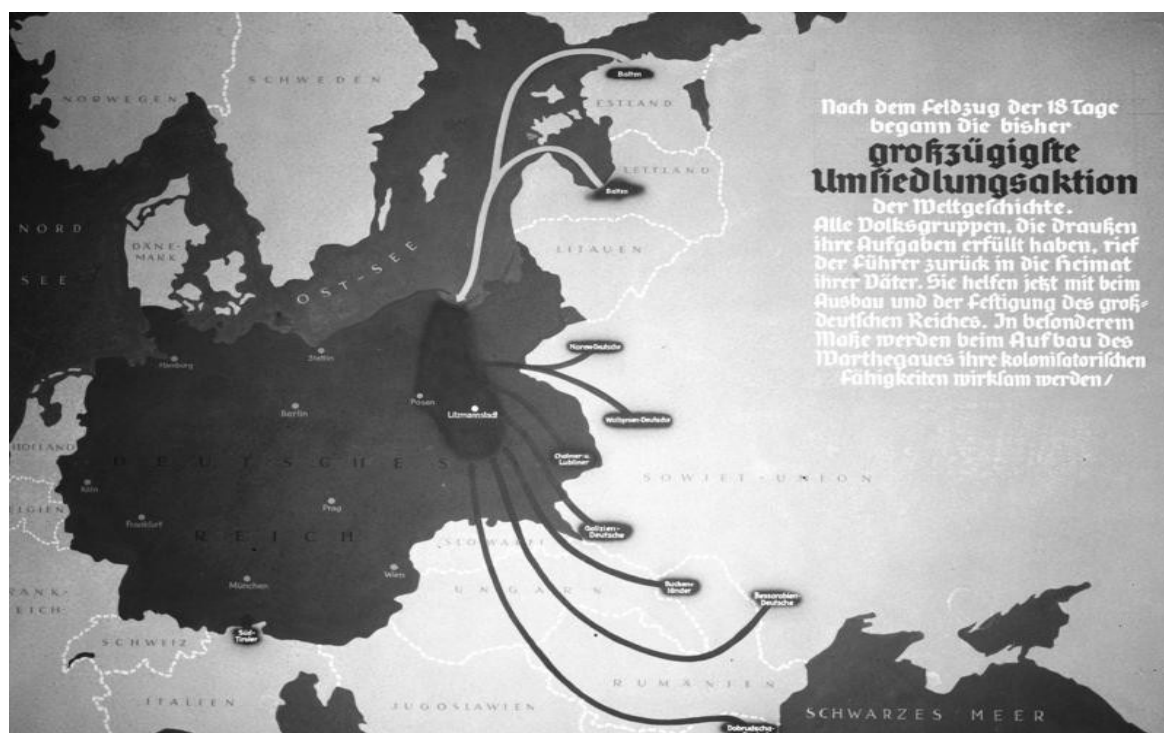 Nach dem Feldzug der 18 Tage
begann die bisher
großzügigste
Umsiedlungsaktion
der Weltgeschichte.
Alle Volksgruppen, die draußen
ihre Aufgaben erfüllt haben, rief
der Führer zurück in die Heimat
ihrer Väter. Sie helfen jetzt mit beim
Ausbau und der Festigung des groß-
deutschen Reiches. In besonderem
Maße werden beim Aufbau des
Warthegaues ihre kolonisatorischen
Fähigkeiten wirksam werden/
NORWEGEN
SCHWEDEN
Balten
ESTLAND
Balten
LETTLAND
LITAUEN
NORD
SEE
DÄNE-
MARK
OST-SEE
Hamburg
Stettin
Narew-Deutsche
Berlin
Posen
Litzmannstadt
Wolhynien-Deutsche
HOLLAND
DEUTSCHES
Cholmer-u.
Lubliner
SOWJET-UNION
Köln
Prag
Frankfurt
REICH
Galizien-
Deutsche
SLOWAKEI
Wien
München
UNGARN
Buchen-
länder
Bessarabien-
Deutsche
SCHWEIZ
Süd-
Tiroler
RUMÄNIEN
ITALIEN
JUGOSLAWIEN
SCHWARZES MEER
Dobrudscha-